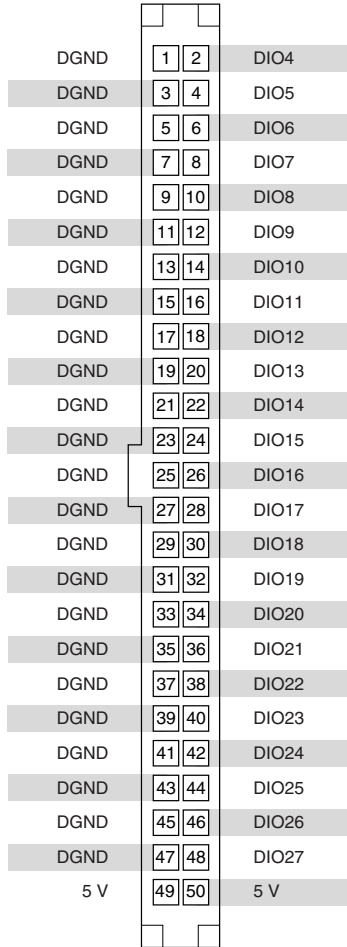 DGND 1 2 DIO4
DGND 3 4 DIO5
DGND 5 6 DIO6
DGND 7 8 DIO7
DGND 9 10 DIO8
DGND 11 12 DIO9
DGND 13 14 DIO10
DGND 15 16 DIO11
DGND 17 18 DIO12
DGND 19 20 DIO13
DGND 21 22 DIO14
DGND 23 24 DIO15
DGND 25 26 DIO16
DGND 27 28 DIO17
DGND 29 30 DIO18
DGND 31 32 DIO19
DGND 33 34 DIO20
DGND 35 36 DIO21
DGND 37 38 DIO22
DGND 39 40 DIO23
DGND 41 42 DIO24
DGND 43 44 DIO25
DGND 45 46 DIO26
DGND 47 48 DIO27
5 V 49 50 5 V